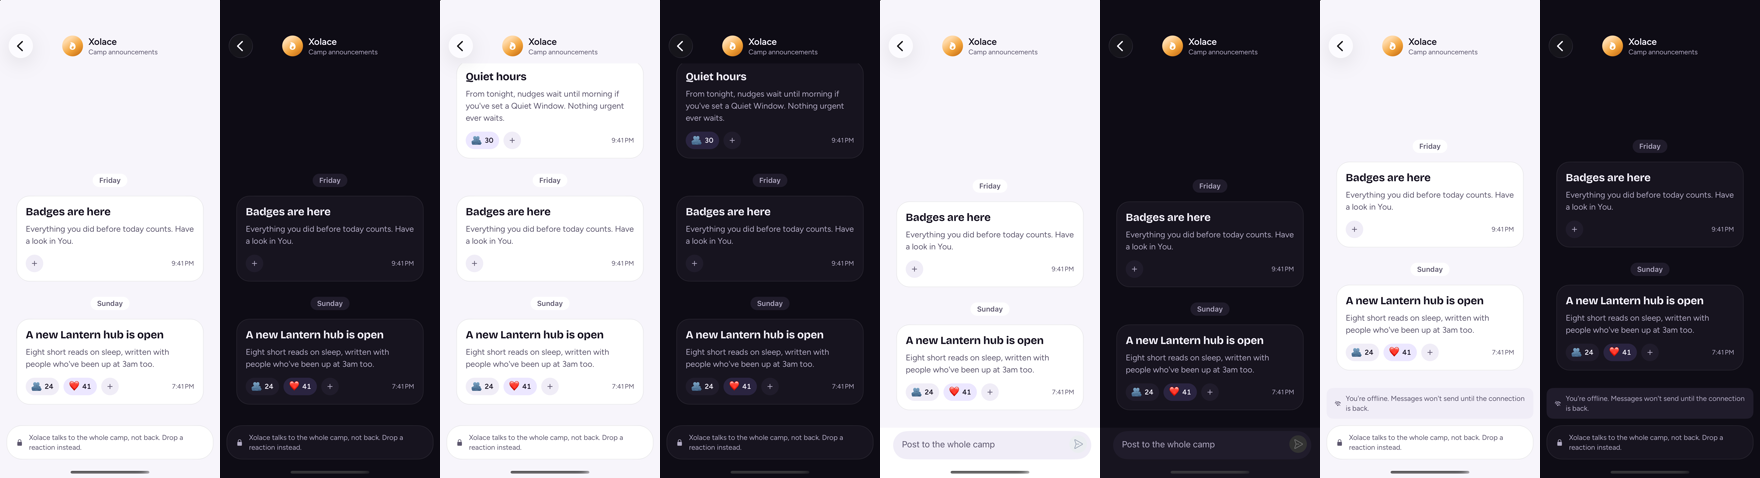 Xolace
Camp announcements
Friday
Badges are here
Everything you did before today counts. Have
a look in You.
+
9:41 PM
Sunday
A new Lantern hub is open
Eight short reads on sleep, written with
people who've been up at 3am too.
24
41
+
7:41 PM
Xolace talks to the whole camp, not back. Drop a
reaction instead.
Xolace
Camp announcements
Friday
Badges are here
Everything you did before today counts. Have
a look in You.
+
9:41 PM
Sunday
A new Lantern hub is open
Eight short reads on sleep, written with
people who've been up at 3am too.
24
41
+
7:41 PM
Xolace talks to the whole camp, not back. Drop a
reaction instead.
Xolace
Camp announcements
Quiet hours
From tonight, nudges wait until morning if
you've set a Quiet Window. Nothing urgent
ever waits.
30
+
9:41 PM
Friday
Badges are here
Everything you did before today counts. Have
a look in You.
+
9:41 PM
Sunday
A new Lantern hub is open
Eight short reads on sleep, written with
people who've been up at 3am too.
24
41
+
7:41 PM
Xolace talks to the whole camp, not back. Drop a
reaction instead.
Xolace
Camp announcements
Quiet hours
From tonight, nudges wait until morning if
you've set a Quiet Window. Nothing urgent
ever waits.
30
+
9:41 PM
Friday
Badges are here
Everything you did before today counts. Have
a look in You.
+
9:41 PM
Sunday
A new Lantern hub is open
Eight short reads on sleep, written with
people who've been up at 3am too.
24
41
+
7:41 PM
Xolace talks to the whole camp, not back. Drop a
reaction instead.
Xolace
Camp announcements
Friday
Badges are here
Everything you did before today counts. Have
a look in You.
+
9:41 PM
Sunday
A new Lantern hub is open
Eight short reads on sleep, written with
people who've been up at 3am too.
24
41
+
7:41 PM
Post to the whole camp
Xolace
Camp announcements
Friday
Badges are here
Everything you did before today counts. Have
a look in You.
+
9:41 PM
Sunday
A new Lantern hub is open
Eight short reads on sleep, written with
people who've been up at 3am too.
24
41
+
7:41 PM
Post to the whole camp
Xolace
Camp announcements
Friday
Badges are here
Everything you did before today counts. Have
a look in You.
+
9:41 PM
Sunday
A new Lantern hub is open
Eight short reads on sleep, written with
people who've been up at 3am too.
24
41
+
7:41 PM
You're offline. Messages won't send until the connection
is back.
Xolace talks to the whole camp, not back. Drop a
reaction instead.
Xolace
Camp announcements
Friday
Badges are here
Everything you did before today counts. Have
a look in You.
+
9:41 PM
Sunday
A new Lantern hub is open
Eight short reads on sleep, written with
people who've been up at 3am too.
24
41
+
7:41 PM
You're offline. Messages won't send until the connection
is back.
Xolace talks to the whole camp, not back. Drop a
reaction instead.